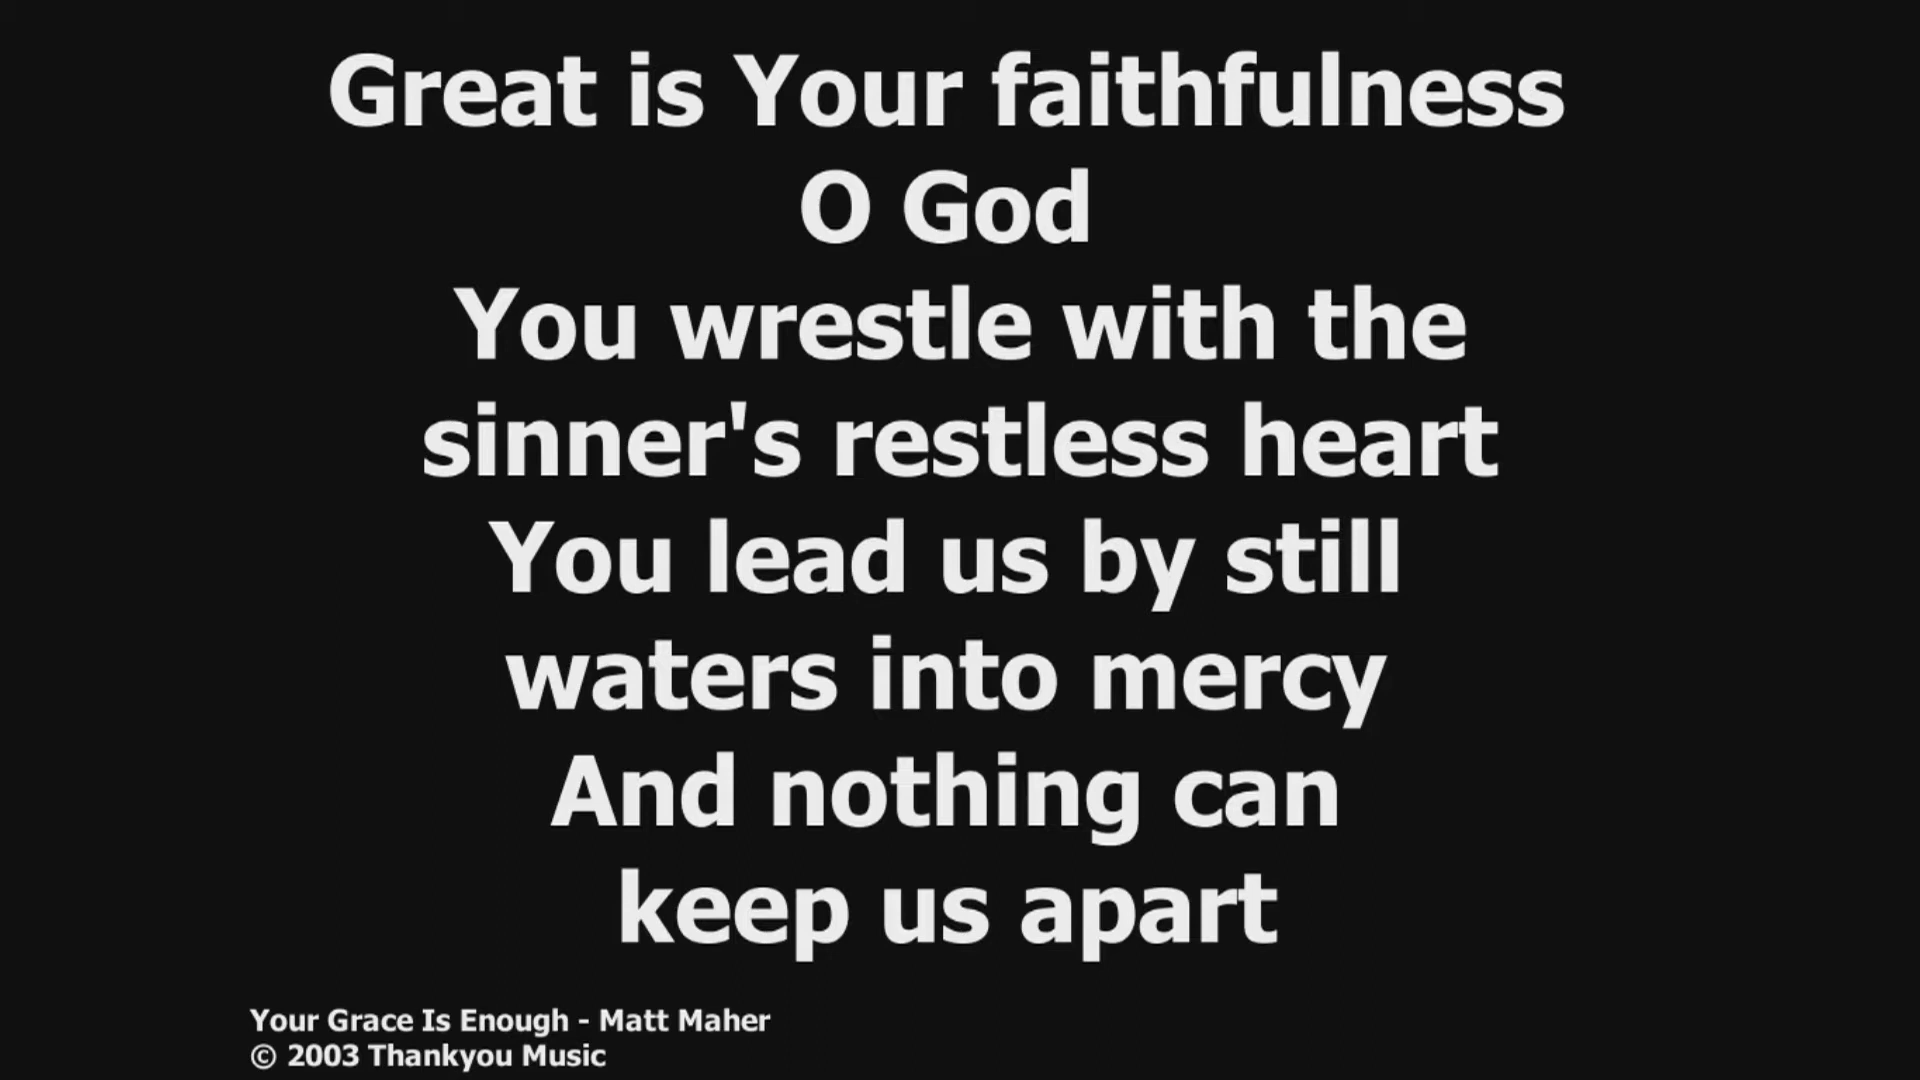 Great is Your faithfulness
O God
You wrestle with the
sinner's restless heart
You lead us by still
waters into mercy
And nothing can
keep us apart
Your Grace Is Enough - Matt Maher
© 2003 Thankyou Music